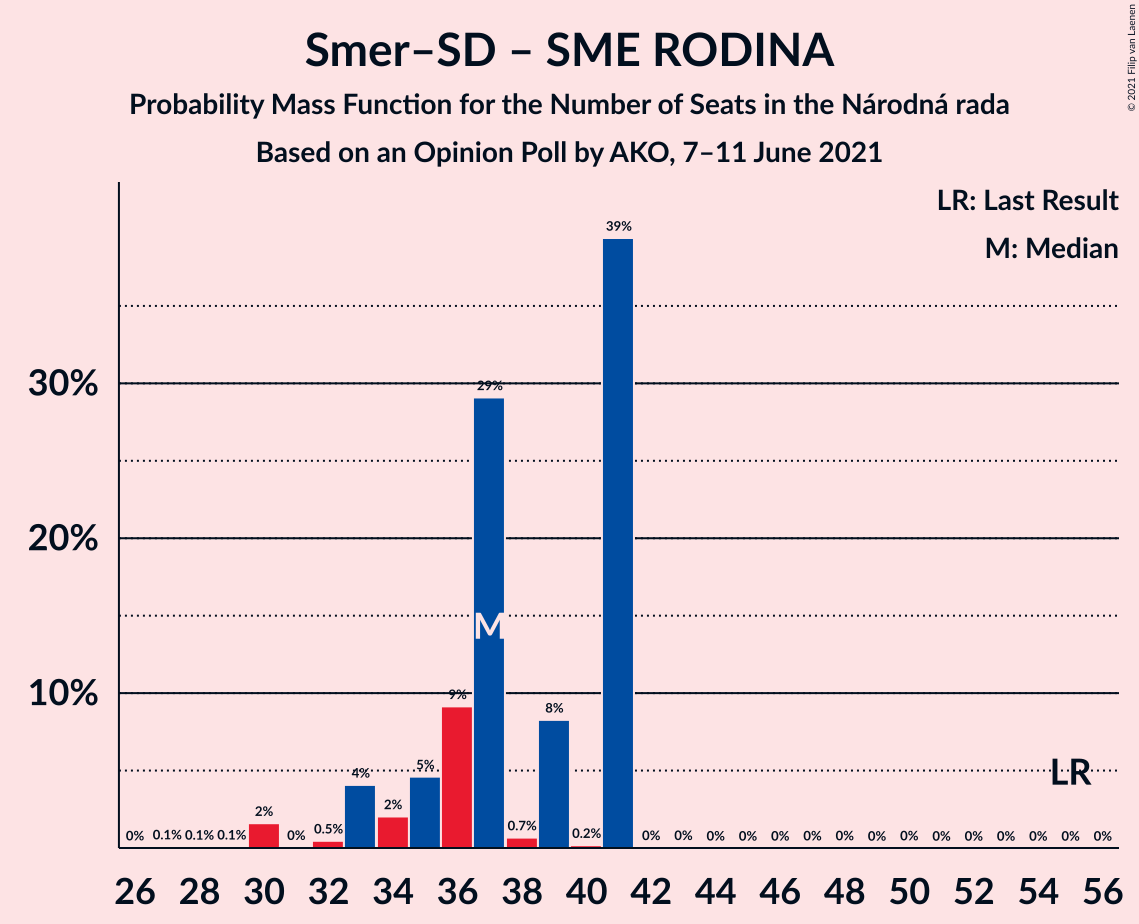 Smer–SD – SME RODINA
Probability Mass Function for the Number of Seats in the Národná rada
Based on an Opinion Poll by AKO, 7–11 June 2021
© 2021 Filip van Laenen
LR: Last Result
M: Median
39%
30%
29%
20%
M
10%
9%
8%
LR
5%
4%
2%
2%
0.7%
0.5%
0.2%
0% 0.1% 0.1% 0.1% 0% 0% 0% 0% 0% 0% 0% 0% 0% 0% 0% 0% 0% 0% 0% 0%
26 28 30 32 34 36 38 40 42 44 46 48 50 52 54 56